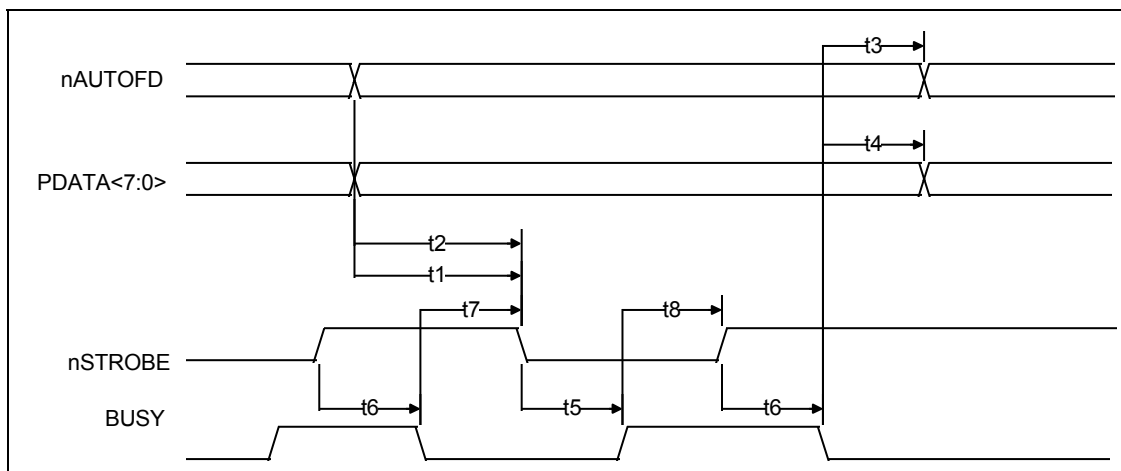 t3
nAUTOFD
t4
PDATA<7:0>
t2
t1
t7
t8
nSTROBE
t6
t5
t6
BUSY